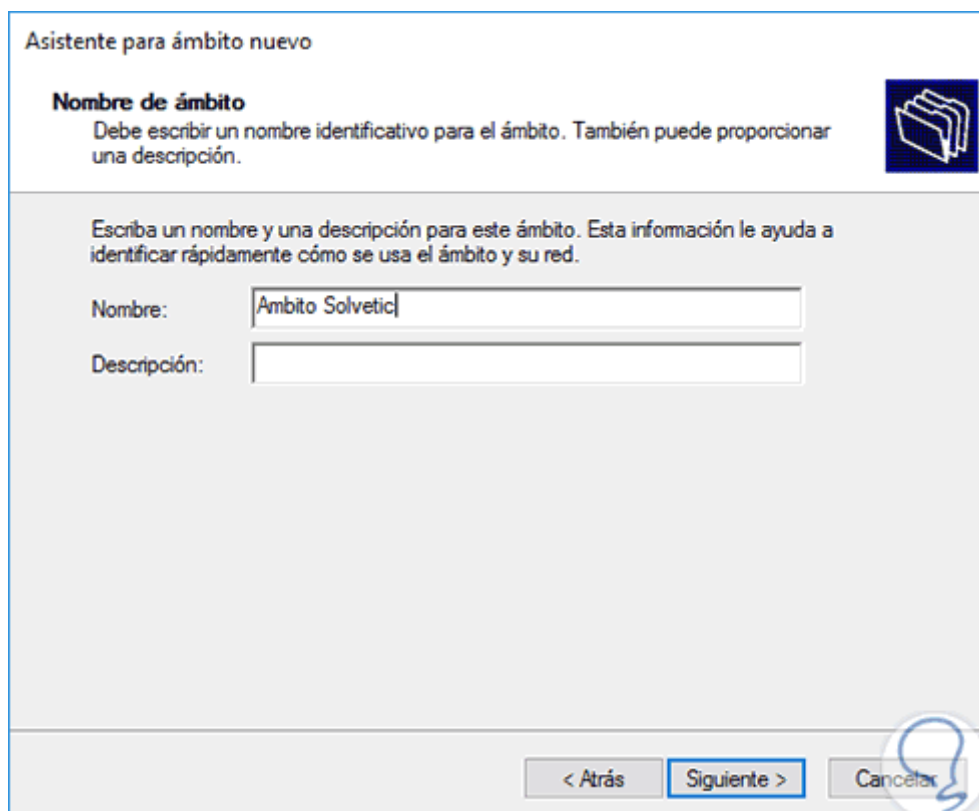 Asistente para ámbito nuevo
Nombre de ámbito
Debe escribir un nombre identificativo para el ámbito. También puede proporcionar
una descripción.
Escriba un nombre y una descripción para este ámbito. Esta información le ayuda a
identificar rápidamente cómo se usa el ámbito y su red.
Nombre: Ambito Solvetic
Descripción:
< Atrás Siguiente > Cancelar